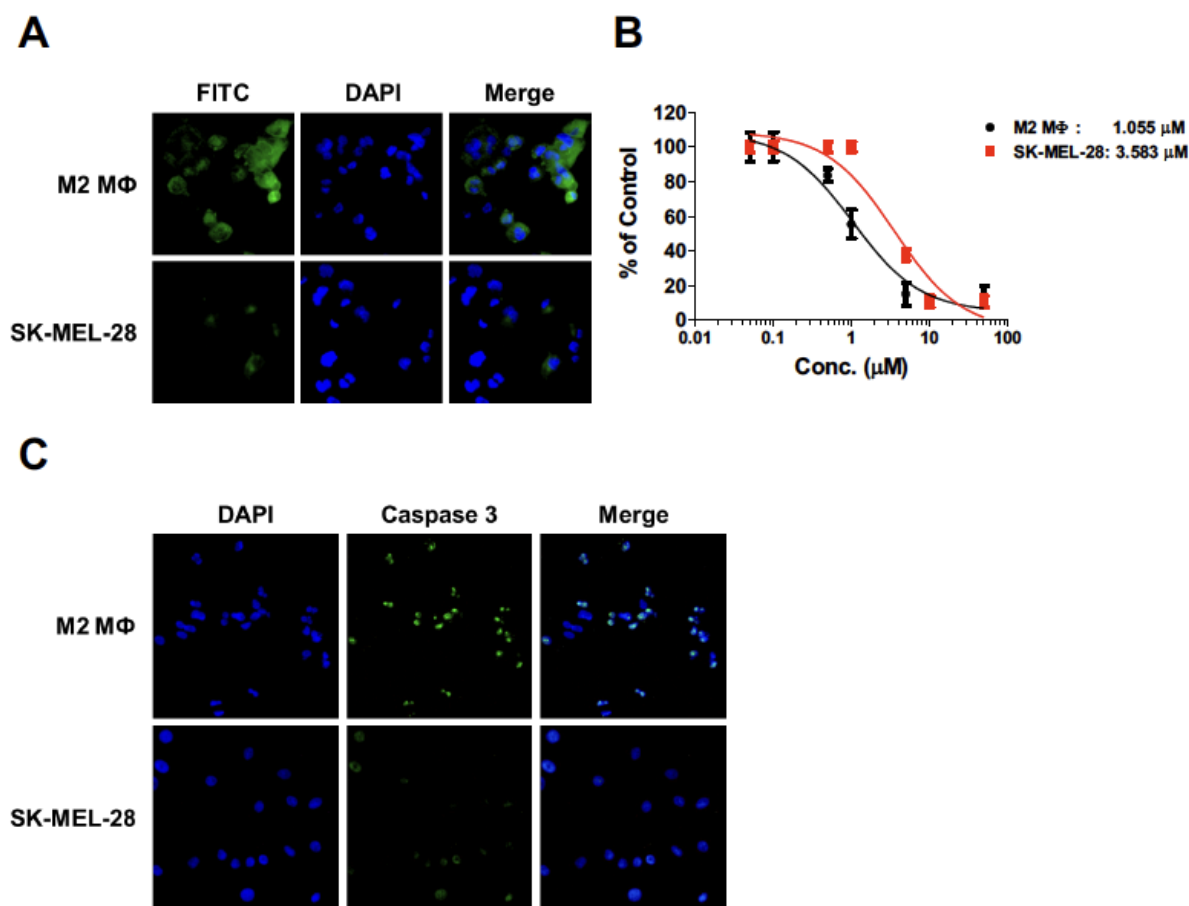 A
FITC DAPI Merge
M2 MΦ
SK-MEL-28
B
120
100
80
60
40
20
0
% of Control
0.01 0.1 1 10 100
Conc. (μM)
M2 MΦ : 1.055 μM
SK-MEL-28: 3.583 μM
C
DAPI Caspase 3 Merge
M2 MΦ
SK-MEL-28